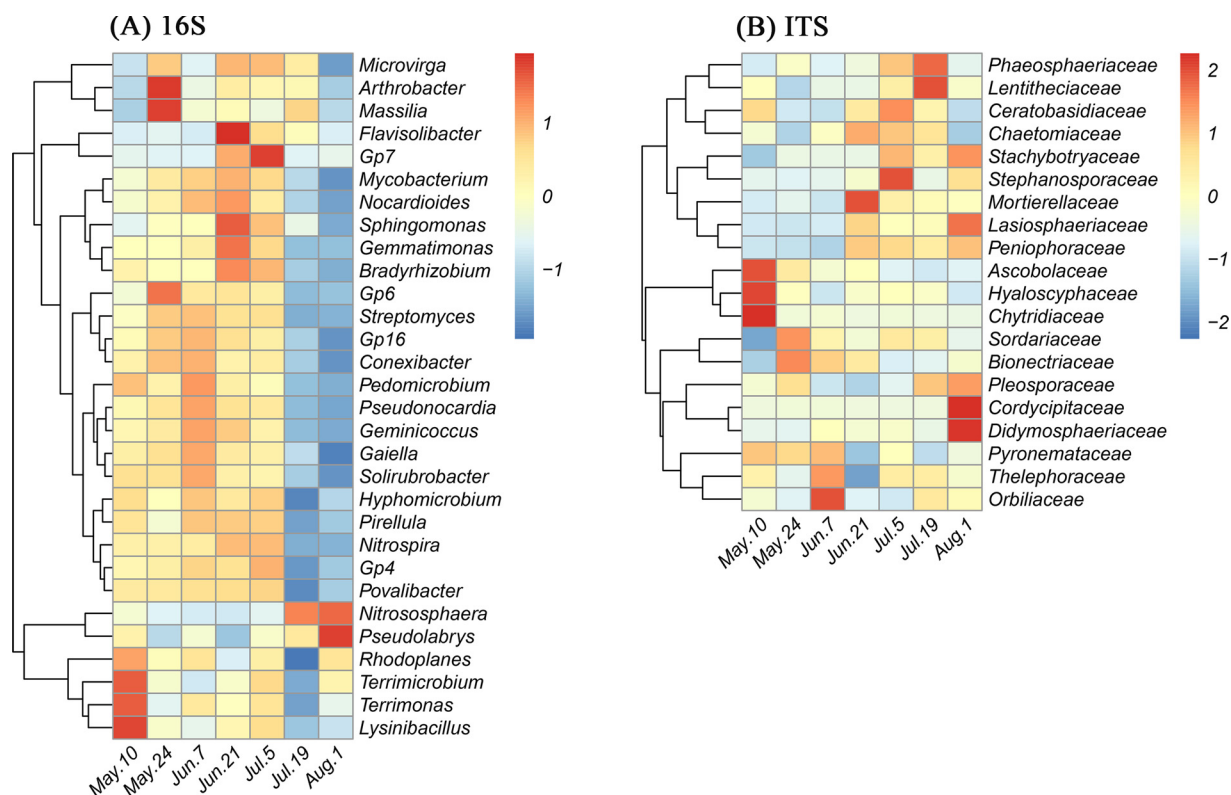 (A) 16S
Microvirga
Arthrobacter
Massilia
Flavisolibacter
Gp7
Mycobacterium
Nocardioides
Sphingomonas
Gemmatimonas
Bradyrhizobium
Gp6
Streptomyces
Gp16
Conexibacter
Pedomicrobium
Pseudonocardia
Geminicoccus
Gaiella
Solirubrobacter
Hyphomicrobium
Pirellula
Nitrospira
Gp4
Povalibacter
Nitrososphaera
Pseudolabrys
Rhodoplanes
Terrimicrobium
Terrimonas
Lysinibacillus
May.10 May.24 Jun.7 Jun.21 Jul.5 Jul.19 Aug.1
1
0
−1
(B) ITS
Phaeosphaeriaceae
Lentitheciaceae
Ceratobasidiaceae
Chaetomiaceae
Stachybotryaceae
Stephanosporaceae
Mortierellaceae
Lasiosphaeriaceae
Peniophoraceae
Ascobolaceae
Hyaloscyphaceae
Chytridiaceae
Sordariaceae
Bionectriaceae
Pleosporaceae
Cordycipitaceae
Didymosphaeriaceae
Pyronemataceae
Thelephoraceae
Orbiliaceae
May.10 May.24 Jun.7 Jun.21 Jul.5 Jul.19 Aug.1
2
1
0
−1
−2